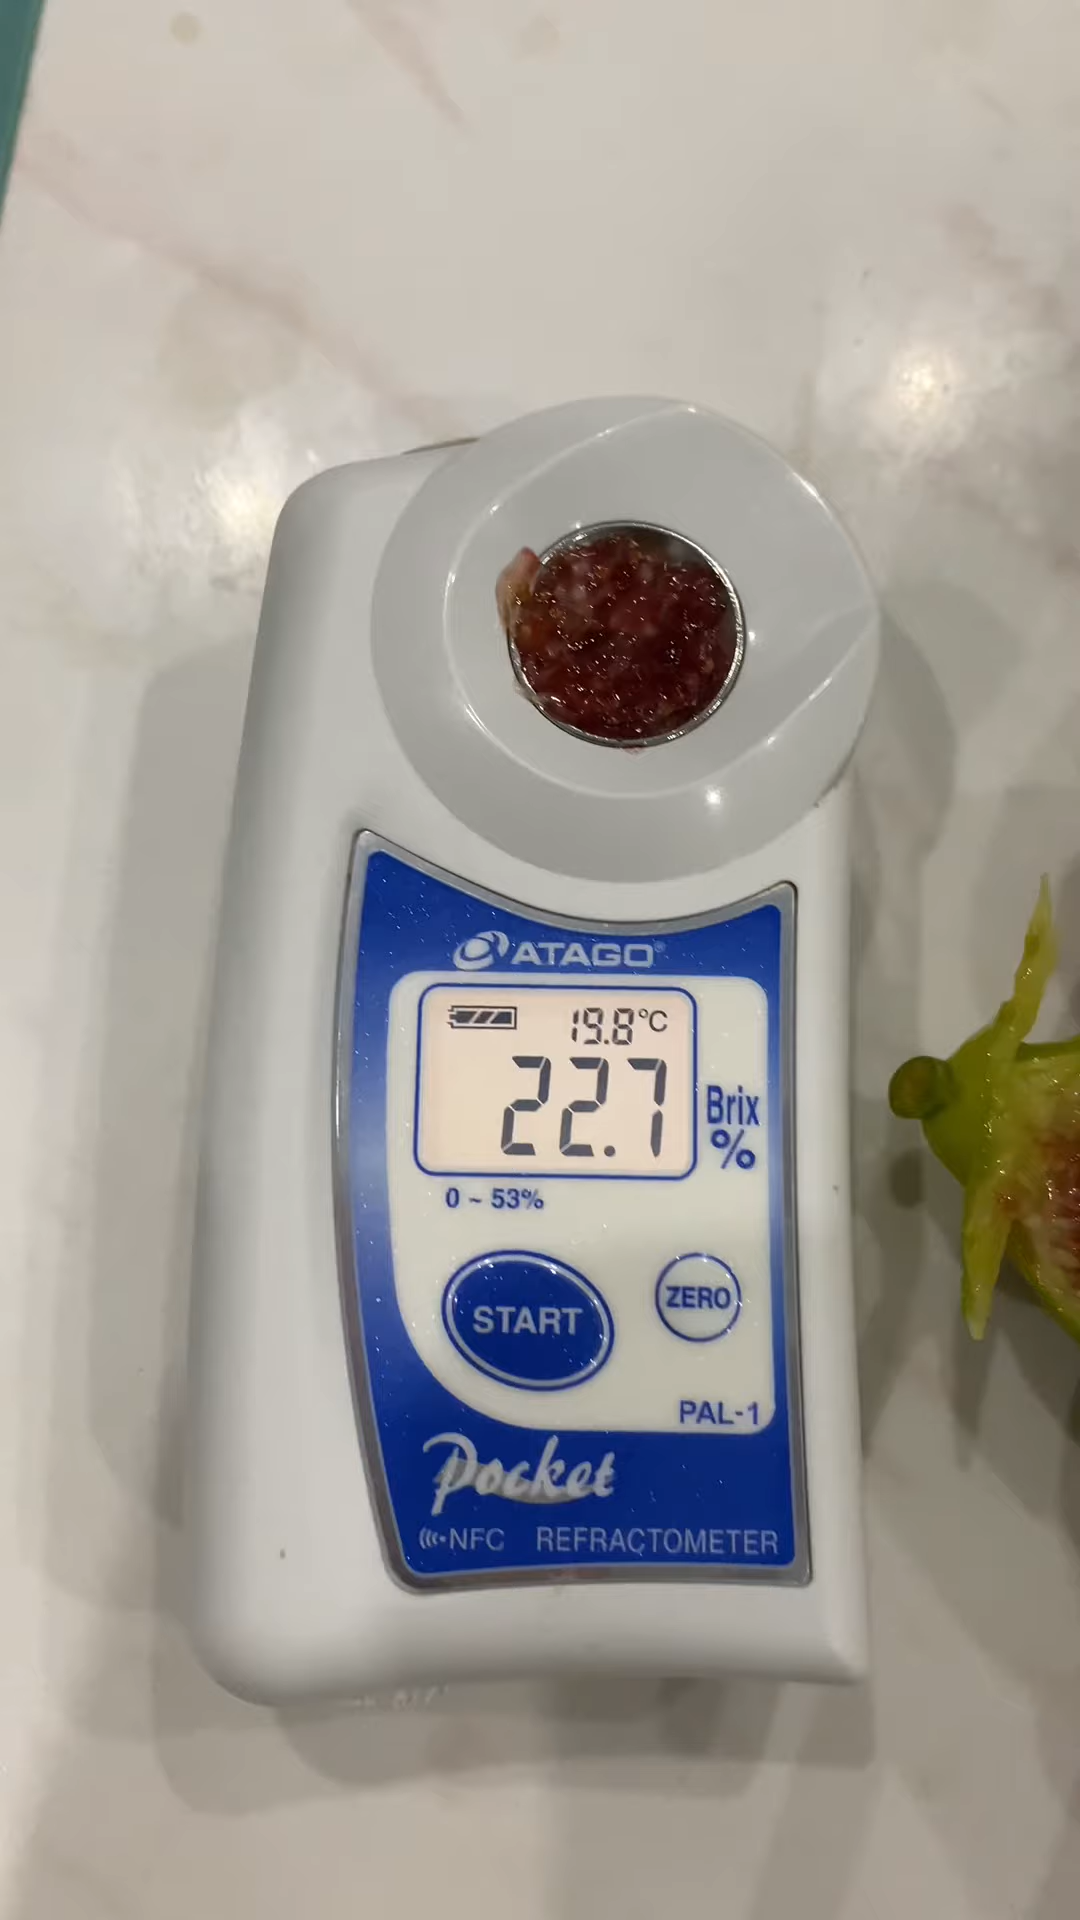 ATAGO®
19.8°C
22.7
Brix
%
0 ~ 53%
START
ZERO
PAL-1
Pocket
NFC REFRACTOMETER